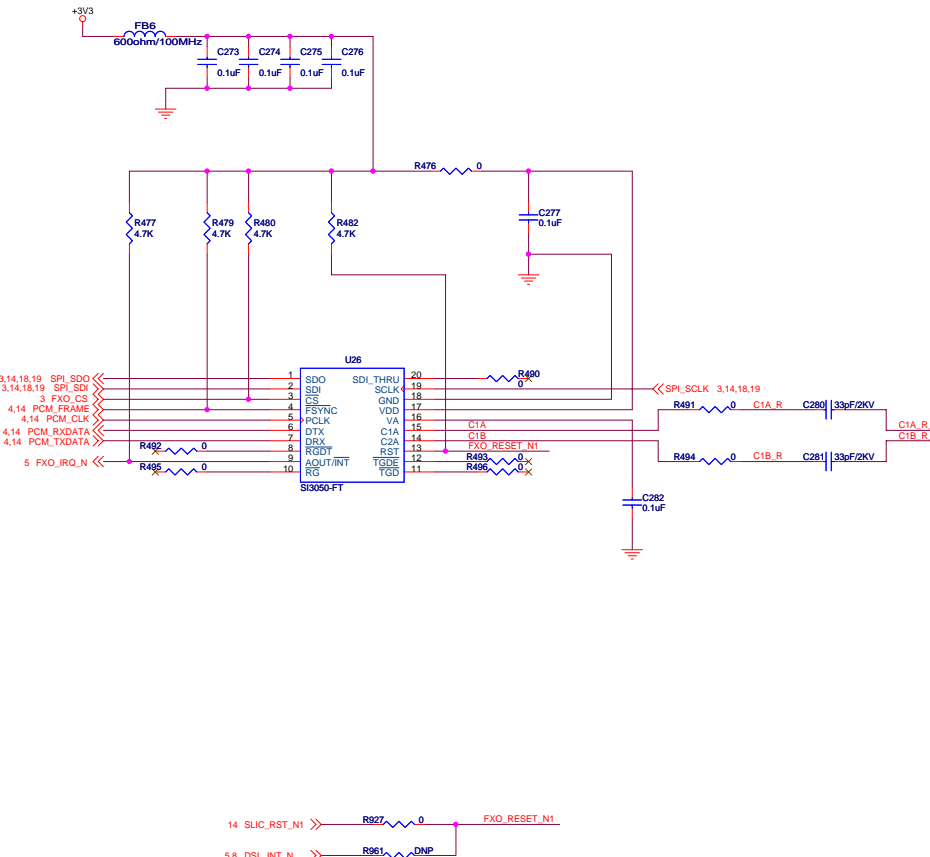 +3V3
FB6
600ohm/100MHz
C273 C274 C275 C276
0.1uF 0.1uF 0.1uF 0.1uF
R476 0
R477 4.7K
R479 4.7K
R480 4.7K
R482 4.7K
C277 0.1uF
U26
3,14,18,19 SPI_SDO
3,14,18,19 SPI_SDI
3 FXO_CS
4,14 PCM_FRAME
4,14 PCM_CLK
4,14 PCM_RXDATA
4,14 PCM_TXDATA
5 FXO_IRQ_N
R492 0
R495 0
1 SDO
2 SDI
3 CS
4 FSYNC
5 PCLK
6 DTX
7 DRX
8 RGDT
9 AOUT/INT
10 RG
SDI_THRU 20
SCLK 19
GND 18
VDD 17
VA 16
C1A 15
C2A 14
RST 13
TGDE 12
TGD 11
SI3050-FT
R490 0
SPI_SCLK 3,14,18,19
C1A
C1B
FXO_RESET_N1
R493 0
R496 0
R491 0 C1A_R C280 33pF/2KV
C1A_R
C1B_R
R494 0 C1B_R C281 33pF/2KV
C282 0.1uF
14 SLIC_RST_N1 R927 0 FXO_RESET_N1
5,8 DSL_INT_N R961 DNP